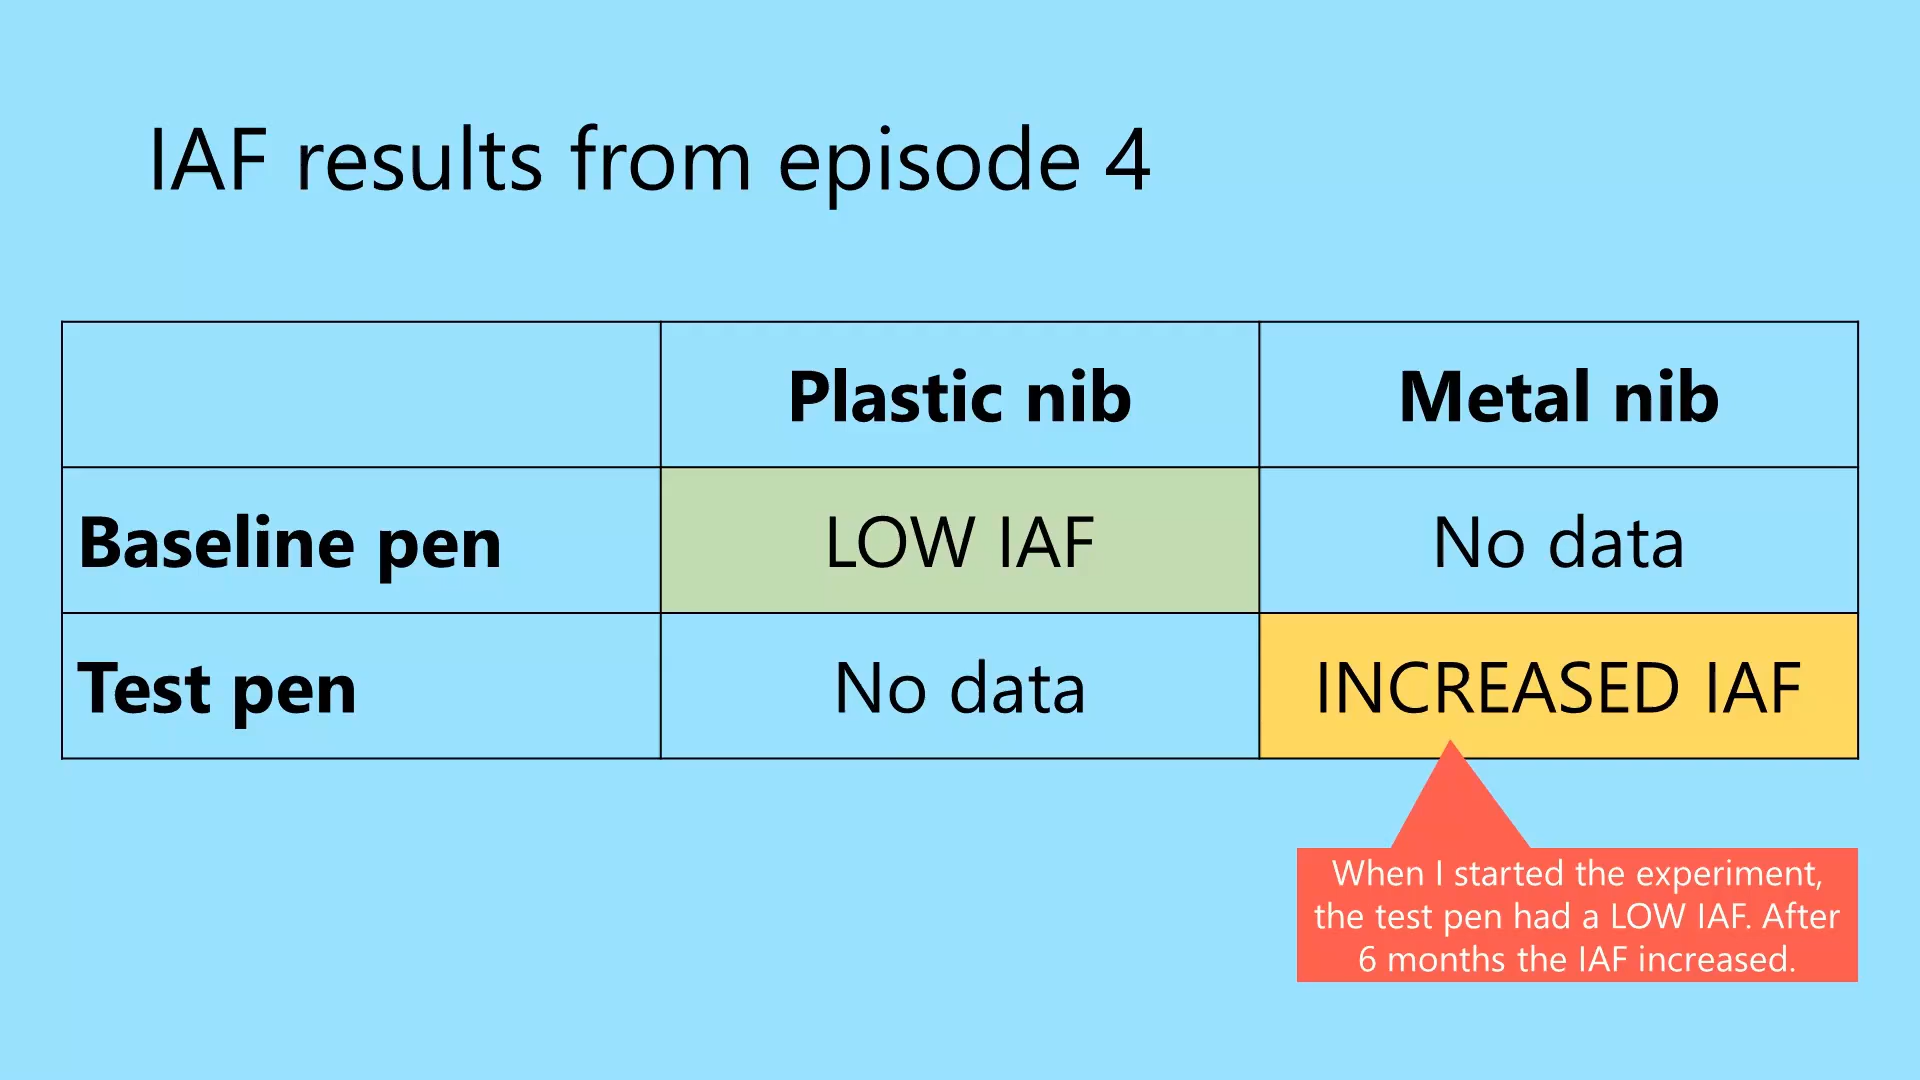 IAF results from episode 4
Plastic nib Metal nib
Baseline pen LOW IAF No data
Test pen No data INCREASED IAF
When I started the experiment,
the test pen had a LOW IAF. After
6 months the IAF increased.